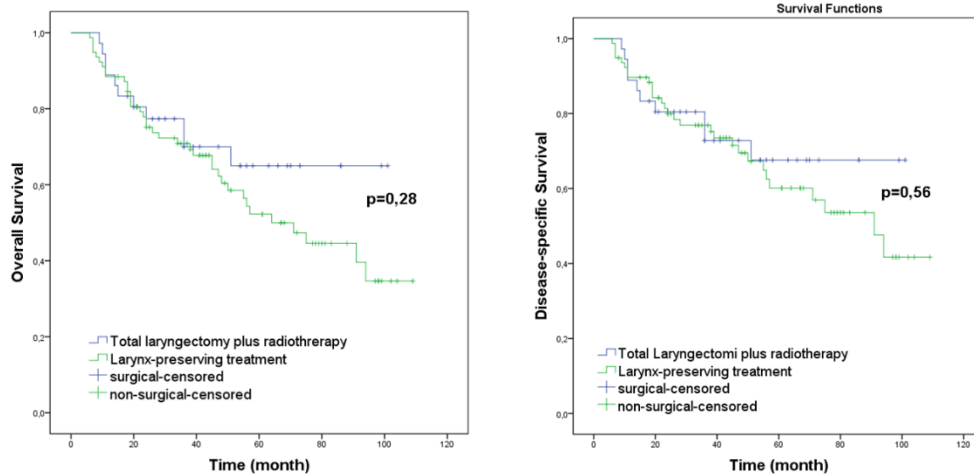 Overall Survival
1,0
0,8
0,6
0,4
0,2
0,0
p=0,28
Total laryngectomy plus radiothrerapy
Larynx-preserving treatment
surgical-censored
non-surgical-censored
0 20 40 60 80 100 120
Time (month)
Survival Functions
Disease-specific Survival
1,0
0,8
0,6
0,4
0,2
0,0
p=0,56
Total Laryngectomi plus radiotherapy
Larynx-preserving treatment
surgical-censored
non-surgical-censored
0 20 40 60 80 100 120
Time (month)